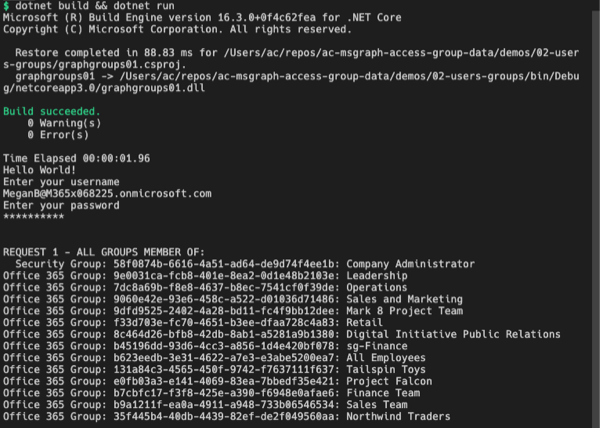 $ dotnet build && dotnet run
Microsoft (R) Build Engine version 16.3.0+0f4c62fea for .NET Core
Copyright (C) Microsoft Corporation. All rights reserved.
Restore completed in 88.83 ms for /Users/ac/repos/ac-msgraph-access-group-data/demos/02-user
s-groups/graphgroups01.csproj.
graphgroups01 -> /Users/ac/repos/ac-msgraph-access-group-data/demos/02-users-groups/bin/Debu
g/netcoreapp3.0/graphgroups01.dll
Build succeeded.
0 Warning(s)
0 Error(s)
Time Elapsed 00:00:01.96
Hello World!
Enter your username
MeganB@M365x068225.onmicrosoft.com
Enter your password
**********
REQUEST 1 - ALL GROUPS MEMBER OF:
Security Group: 58f0874b-6616-4a51-ad64-de9d74f4ee1b: Company Administrator
Office 365 Group: 9e0031ca-fcb8-401e-8ea2-0d1e48b2103e: Leadership
Office 365 Group: 7dc8a69b-f8e8-4637-b8ec-7541cf0f39de: Operations
Office 365 Group: 9060e42e-93e6-458c-a522-d01036d71486: Sales and Marketing
Office 365 Group: 9dfd9525-2402-4a28-bd11-fc4f9bb12dee: Mark 8 Project Team
Office 365 Group: f33d703e-fc70-4651-b3ee-dfaa728c4a83: Retail
Office 365 Group: 8c464d26-bfb8-42db-8ab1-a5281a9b1380: Digital Initiative Public Relations
Office 365 Group: b45196dd-93d6-4cc3-a856-1d4e420bf078: sg-Finance
Office 365 Group: b623eedb-3e31-4622-a7e3-e3abe5200ea7: All Employees
Office 365 Group: 131a84c3-4565-450f-9742-f7637111f637: Tailspin Toys
Office 365 Group: e0fb03a3-e141-4069-83ea-7bbedf35e421: Project Falcon
Office 365 Group: b7cbfc17-f3f8-425e-a390-f6948e0afae6: Finance Team
Office 365 Group: b9a1211f-ea0a-4911-a948-733b06546534: Sales Team
Office 365 Group: 35f445b4-40db-4439-82ef-de2f049560aa: Northwind Traders